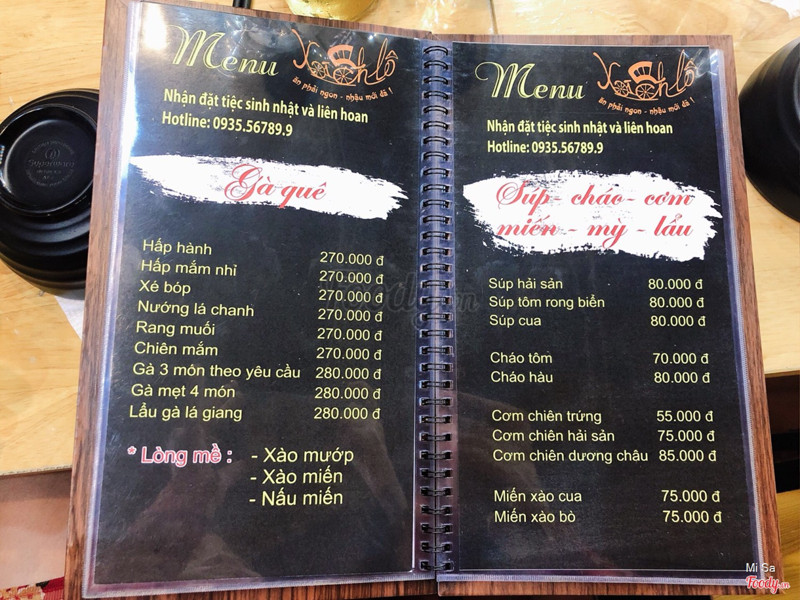 Menu Xích lô
ăn phải ngon - nhậu mới đã !
Nhận đặt tiệc sinh nhật và liên hoan
Hotline: 0935.56789.9
Gà quê
Hấp hành 270.000 đ
Hấp mắm nhỉ 270.000 đ
Xé bóp 270.000 đ
Nướng lá chanh 270.000 đ
Rang muối 270.000 đ
Chiên mắm 270.000 đ
Gà 3 món theo yêu cầu 280.000 đ
Gà mẹt 4 món 280.000 đ
Lẩu gà lá giang 280.000 đ
* Lòng mề : - Xào mướp
- Xào miến
- Nấu miến
Menu Xích lô
ăn phải ngon - nhậu mới đã !
Nhận đặt tiệc sinh nhật và liên hoan
Hotline: 0935.56789.9
Súp - cháo - cơm
miến - mỳ - lẩu
Súp hải sản 80.000 đ
Súp tôm rong biển 80.000 đ
Súp cua 80.000 đ
Cháo tôm 70.000 đ
Cháo hàu 80.000 đ
Cơm chiên trứng 55.000 đ
Cơm chiên hải sản 75.000 đ
Cơm chiên dương châu 85.000 đ
Miến xào cua 75.000 đ
Miến xào bò 75.000 đ
Mi Sa
Foody.vn